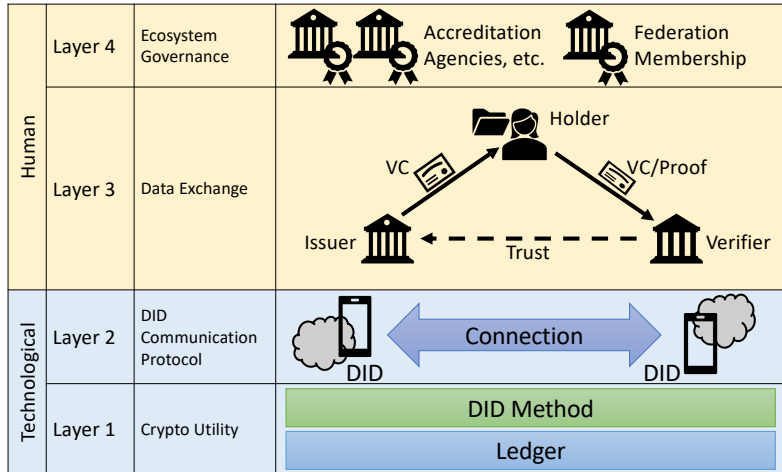 Human
Layer 4
Ecosystem
Governance
Accreditation
Agencies, etc.
Federation
Membership
Layer 3
Data Exchange
Holder
VC
VC/Proof
Issuer
Trust
Verifier
Technological
Layer 2
DID
Communication
Protocol
DID
Connection
DID
Layer 1
Crypto Utility
DID Method
Ledger